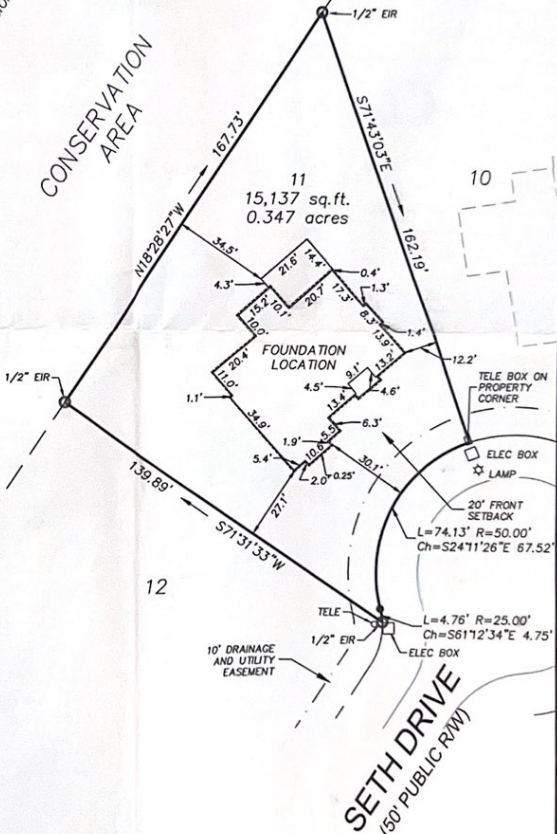 1/2" EIR
CONSERVATION
AREA
N18°28'27"W
167.73'
S71°43'03"E
162.19'
11
15,137 sq.ft.
0.347 acres
10
34.5'
4.3'
21.6'
14.4'
0.4'
15.2'
10.1'
20.7'
17.3'
1.3'
10.0'
8.3'
1.4'
13.9'
FOUNDATION
LOCATION
20.4'
11.0'
1.1'
9.1'
13.2'
12.2'
4.5'
4.6'
13.4'
34.9'
6.3'
5.5'
1.9'
10.6'
5.4'
2.0'
0.25'
30.1'
27.1'
1/2" EIR
TELE BOX ON
PROPERTY
CORNER
ELEC BOX
LAMP
20' FRONT
SETBACK
L=74.13' R=50.00'
Ch=S24°11'26"E 67.52'
139.89'
S71°31'33"W
12
TELE
1/2" EIR
L=4.76' R=25.00'
Ch=S61°12'34"E 4.75'
ELEC BOX
10' DRAINAGE
AND UTILITY
EASEMENT
SETH DRIVE
(50' PUBLIC R/W)